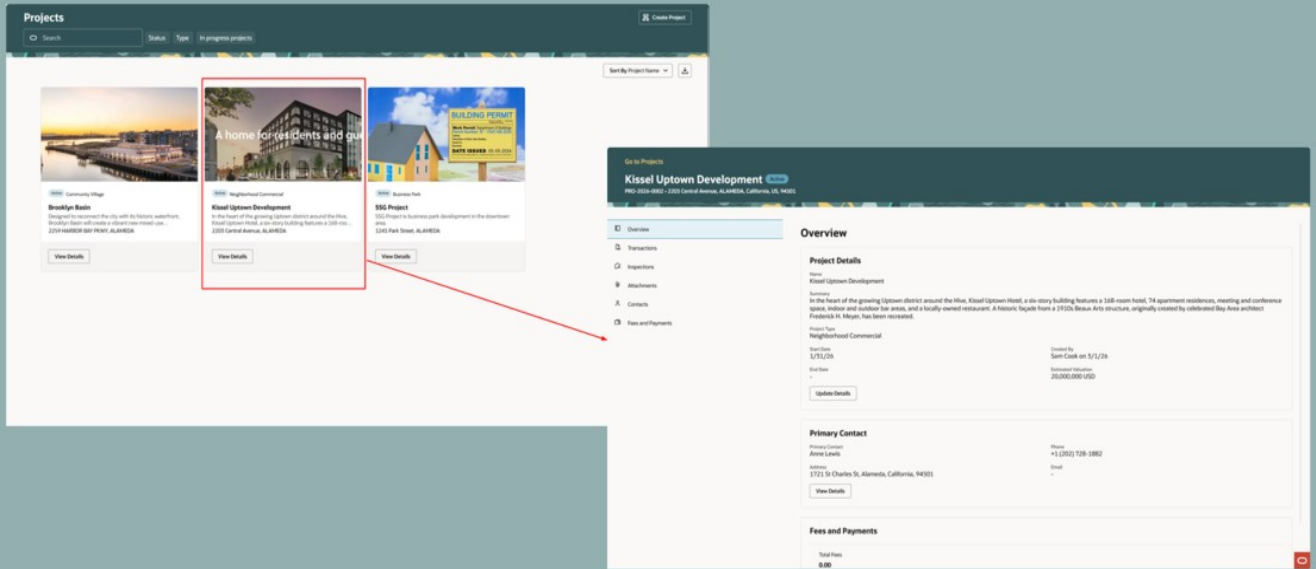 Projects
Create Project
Search
Status
Type
In progress projects
Sort By Project Name
A home for residents and gue
BUILDING PERMIT
DATE ISSUED 05-05-2024
Active
Community Village
Brooklyn Basin
Designed to reconnect the city with its historic waterfront,
Brooklyn Basin will create a vibrant new mixed use...
2259 HARBOR BAY PKWY, ALAMEDA
View Details
Active
Neighborhood Commercial
Kissel Uptown Development
In the heart of the growing Uptown district around the Hive,
Kissel Uptown Hotel, a six-story building features a 168-roo...
2203 Central Avenue, ALAMEDA
View Details
Active
Business Park
SSG Project
SSG Project is business park development in the downtown
area.
1241 Park Street, ALAMEDA
View Details
Go to Projects
Kissel Uptown Development
Active
PRO-2026-0002 • 2203 Central Avenue, ALAMEDA, California, US, 94501
Overview
Transactions
Inspections
Attachments
Contacts
Fees and Payments
Overview
Project Details
Name
Kissel Uptown Development
Summary
In the heart of the growing Uptown district around the Hive, Kissel Uptown Hotel, a six-story building features a 168-room hotel, 74 apartment residences, meeting and conference
space, indoor and outdoor bar areas, and a locally-owned restaurant. A historic façade from a 1910s Beaux Arts structure, originally created by celebrated Bay Area architect
Frederick H. Meyer, has been recreated.
Project Type
Neighborhood Commercial
Start Date
1/31/26
Created By
Sam Cook on 3/1/26
End Date
-
Estimated Valuation
20,000,000 USD
Update Details
Primary Contact
Primary Contact
Anne Lewis
Phone
+1 (202) 728-1882
Address
1721 St Charles St, Alameda, California, 94501
Email
-
View Details
Fees and Payments
Total Fees
0.00